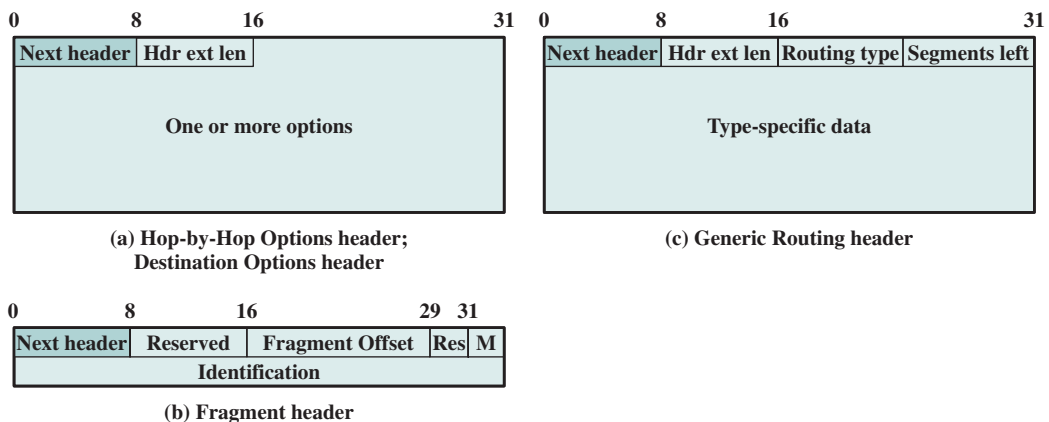 0 8 16 31
Next header Hdr ext len
One or more options
(a) Hop-by-Hop Options header;
Destination Options header
0 8 16 29 31
Next header Reserved Fragment Offset Res M
Identification
(b) Fragment header
0 8 16 31
Next header Hdr ext len Routing type Segments left
Type-specific data
(c) Generic Routing header